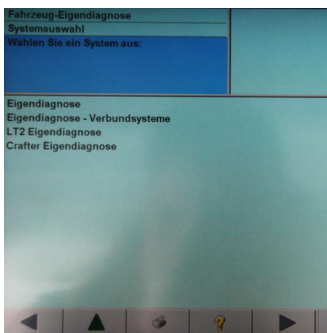 Fahrzeug-Eigendiagnose
Systemauswahl
Wählen Sie ein System aus:
Eigendiagnose
Eigendiagnose - Verbundsysteme
LT2 Eigendiagnose
Crafter Eigendiagnose